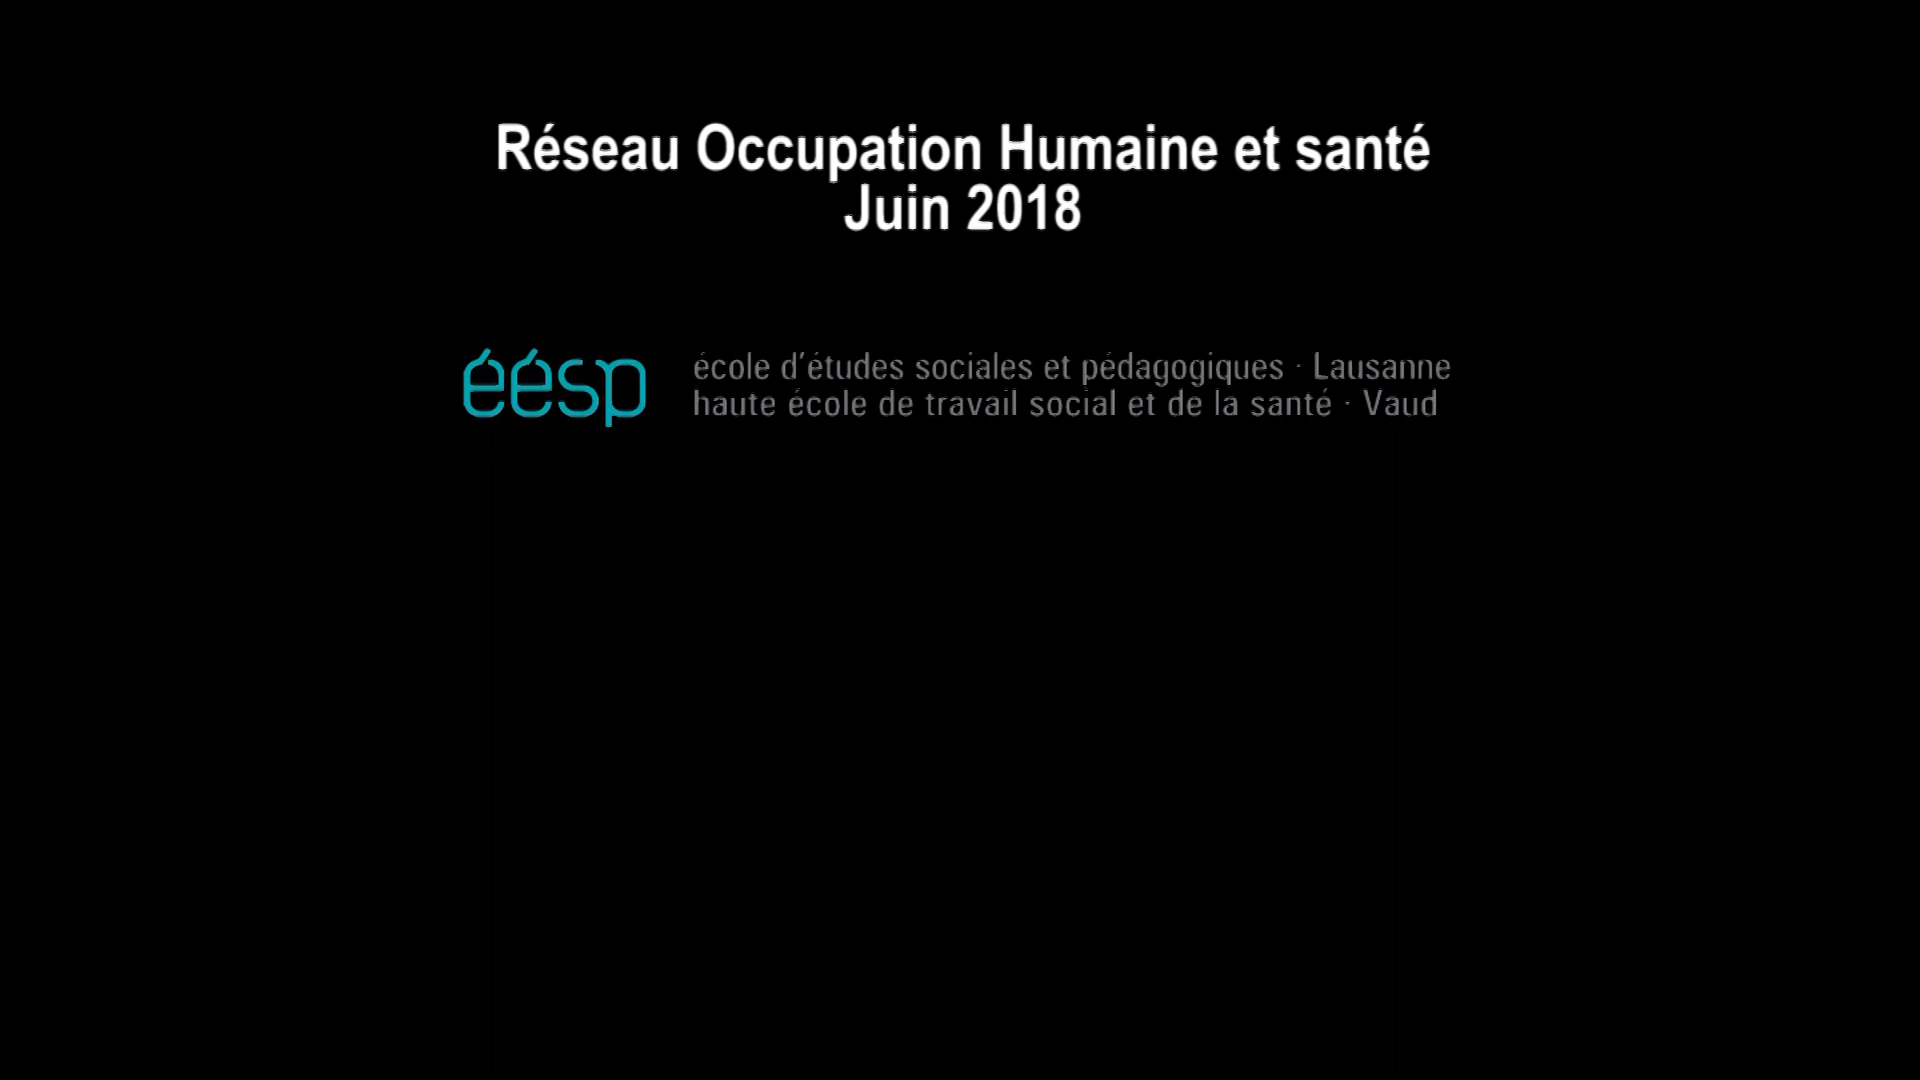 Réseau Occupation Humaine et santé
Juin 2018
éésp
école d'études sociales et pédagogiques · Lausanne
haute école de travail social et de la santé · Vaud